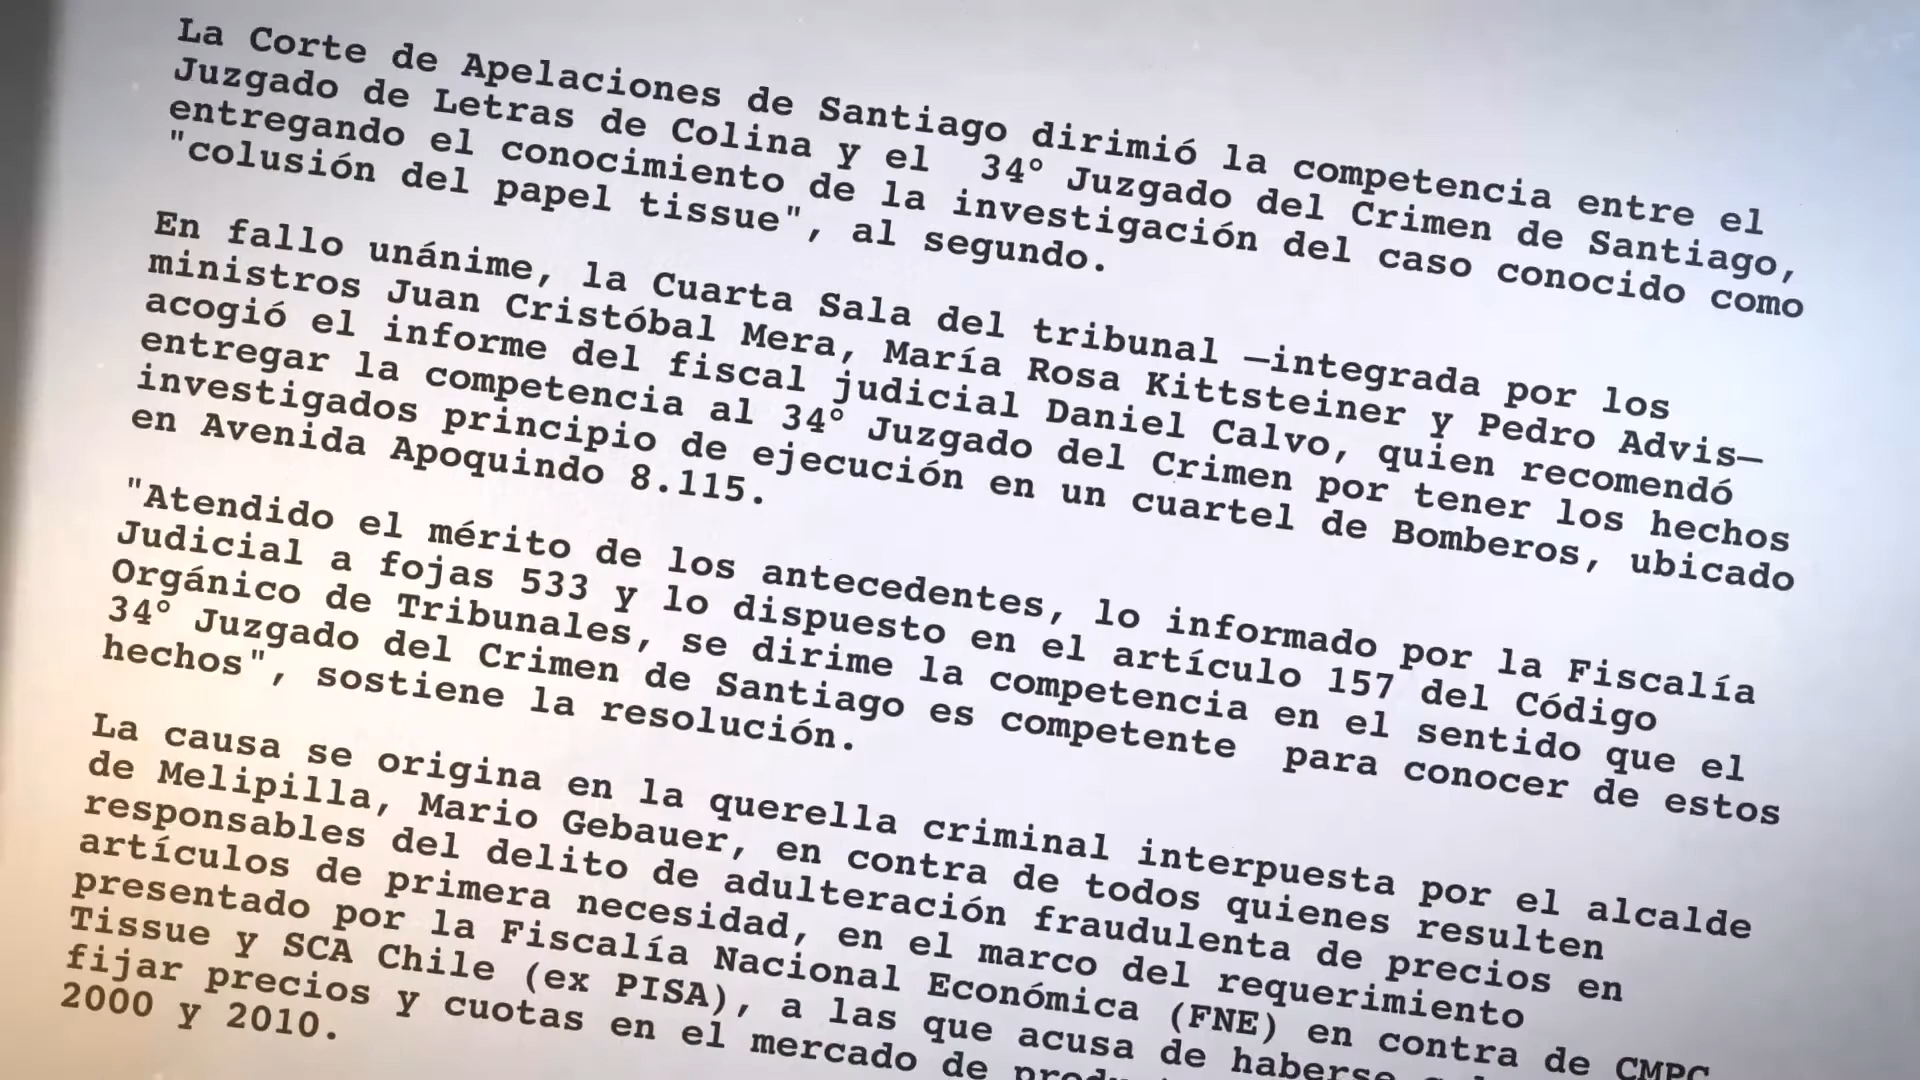 La Corte de Apelaciones de Santiago dirimió la competencia entre el
Juzgado de Letras de Colina y el 34° Juzgado del Crimen de Santiago,
entregando el conocimiento de la investigación del caso conocido como
"colusión del papel tissue", al segundo.
En fallo unánime, la Cuarta Sala del tribunal —integrada por los
ministros Juan Cristóbal Mera, María Rosa Kittsteiner y Pedro Advis—
acogió el informe del fiscal judicial Daniel Calvo, quien recomendó
entregar la competencia al 34° Juzgado del Crimen por tener los hechos
investigados principio de ejecución en un cuartel de Bomberos, ubicado
en Avenida Apoquindo 8.115.
"Atendido el mérito de los antecedentes, lo informado por la Fiscalía
Judicial a fojas 533 y lo dispuesto en el artículo 157 del Código
Orgánico de Tribunales, se dirime la competencia en el sentido que el
34° Juzgado del Crimen de Santiago es competente para conocer de estos
hechos", sostiene la resolución.
La causa se origina en la querella criminal interpuesta por el alcalde
de Melipilla, Mario Gebauer, en contra de todos quienes resulten
responsables del delito de adulteración fraudulenta de precios en
artículos de primera necesidad, en el marco del requerimiento
presentado por la Fiscalía Nacional Económica (FNE) en contra de CMPC
Tissue y SCA Chile (ex PISA), a las que acusa de haberse
fijar precios y cuotas en el mercado de
2000 y 2010.